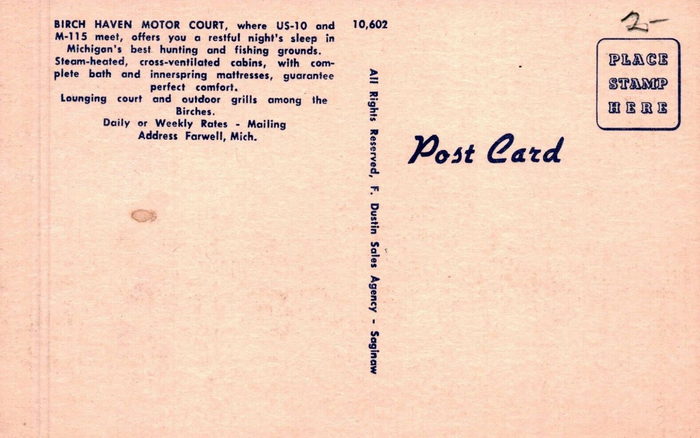 BIRCH HAVEN MOTOR COURT, where US-10 and
M-115 meet, offers you a restful night's sleep in
Michigan's best hunting and fishing grounds.
Steam-heated, cross-ventilated cabins, with com-
plete bath and innerspring mattresses, guarantee
perfect comfort.
Lounging court and outdoor grills among the
Birches.
Daily or Weekly Rates - Mailing
Address Farwell, Mich.
10,602
All Rights Reserved, F. Dustin Sales Agency - Saginaw
Post Card
2-
PLACE
STAMP
HERE